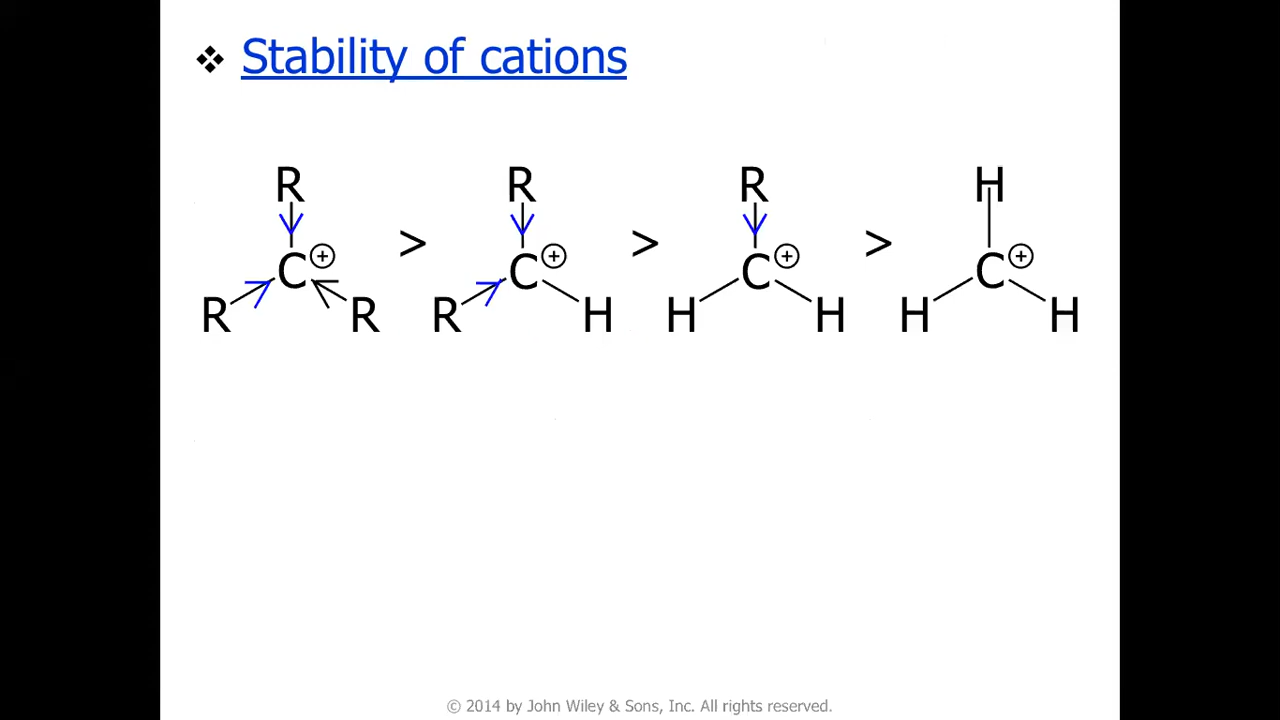 ❖ Stability of cations
R R R H
C⊕ > C⊕ > C⊕ > C⊕
R R R H H H H H
© 2014 by John Wiley & Sons, Inc. All rights reserved.